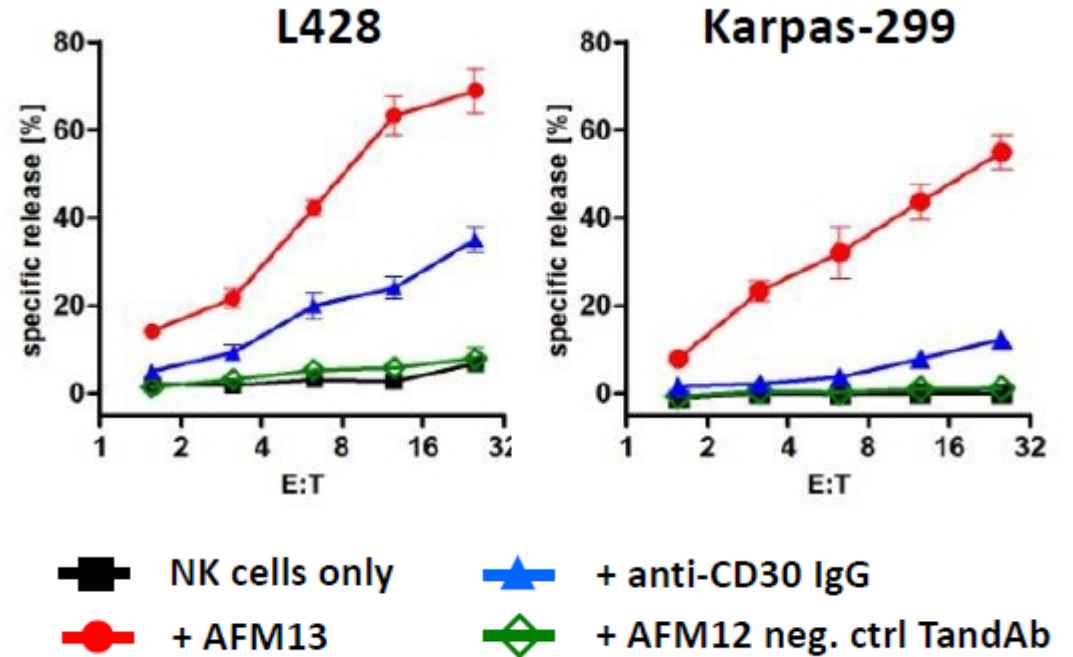 L428
Karpas-299
80
60
40
20
0
specific release [%]
1 2 4 8 16 32
E:T
80
60
40
20
0
specific release [%]
1 2 4 8 16 32
E:T
NK cells only
+ anti-CD30 IgG
+ AFM13
+ AFM12 neg. ctrl TandAb